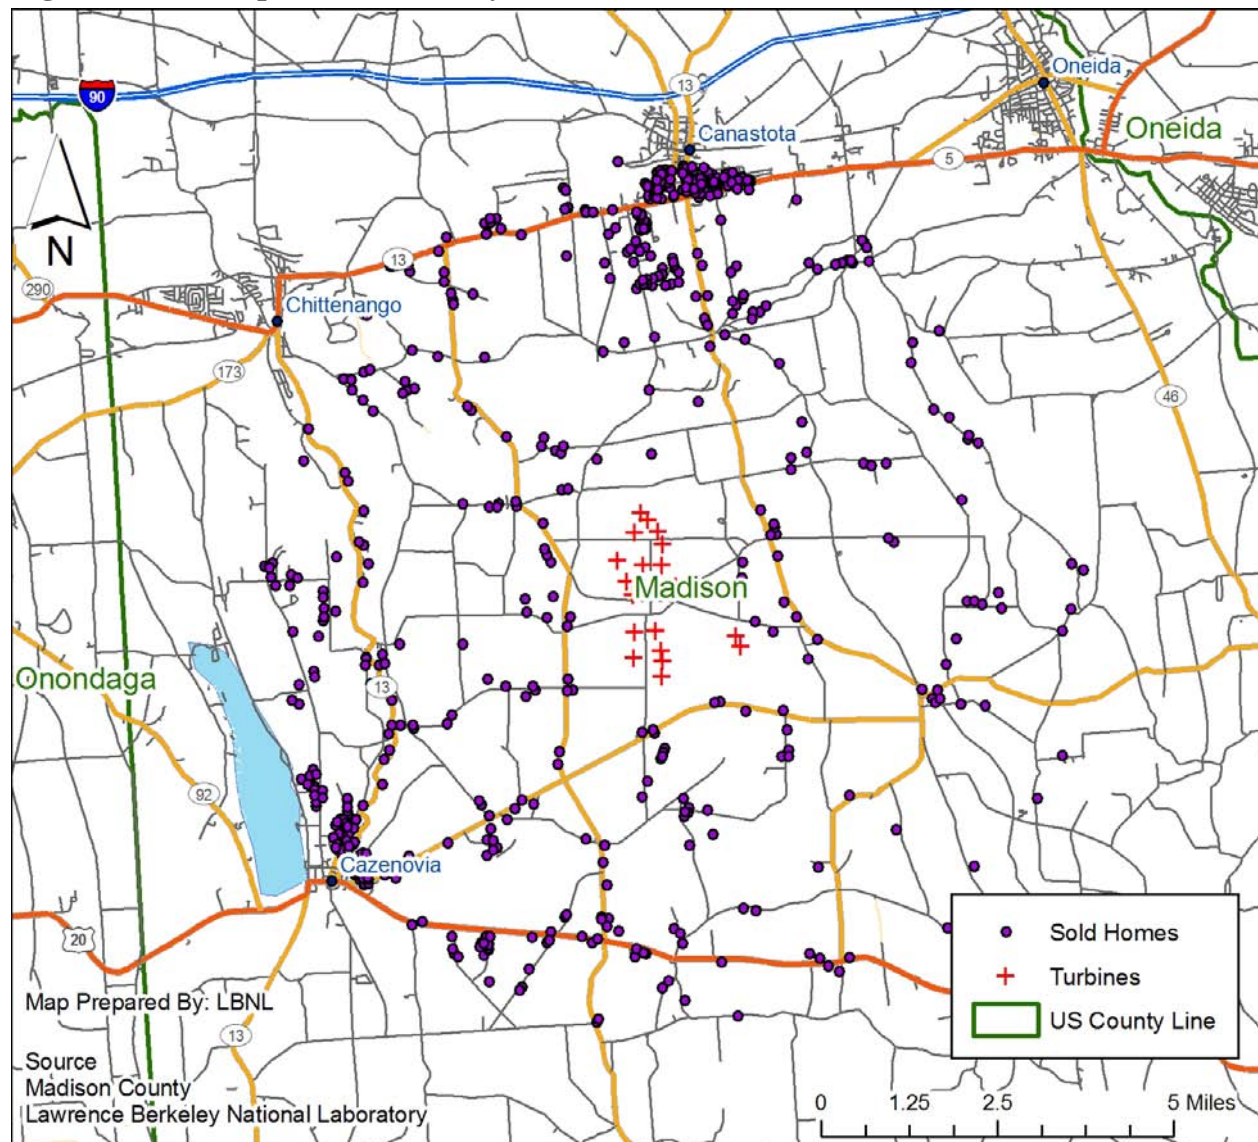 13
Oneida
90
Canastota
Oneida
5
N
13
290
Chittenango
173
46
Madison
Onondaga
13
92
Cazenovia
20
Sold Homes
Turbines
US County Line
Map Prepared By: LBNL
13
Source
Madison County
Lawrence Berkeley National Laboratory
0 1.25 2.5 5 Miles